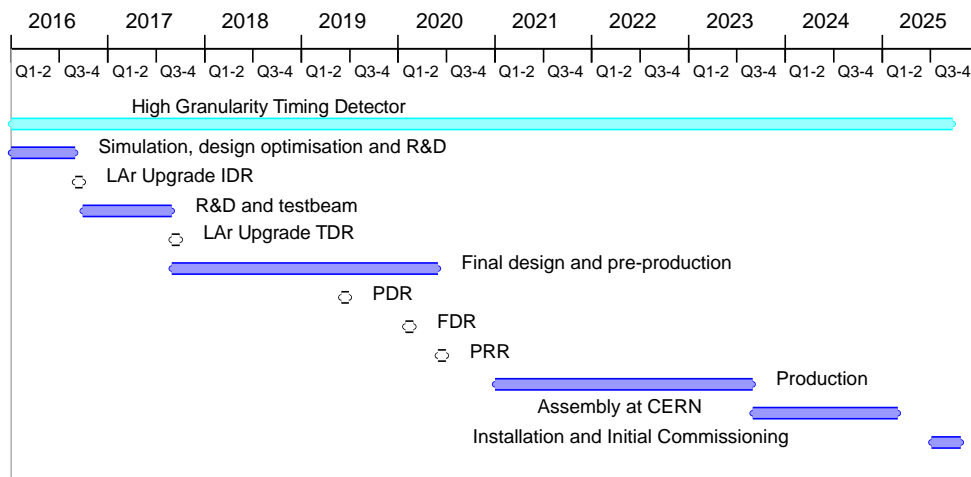 2016 2017 2018 2019 2020 2021 2022 2023 2024 2025
Q1-2 Q3-4 Q1-2 Q3-4 Q1-2 Q3-4 Q1-2 Q3-4 Q1-2 Q3-4 Q1-2 Q3-4 Q1-2 Q3-4 Q1-2 Q3-4 Q1-2 Q3-4 Q1-2 Q3-4
High Granularity Timing Detector
Simulation, design optimisation and R&D
LAr Upgrade IDR
R&D and testbeam
LAr Upgrade TDR
Final design and pre-production
PDR
FDR
PRR
Production
Assembly at CERN
Installation and Initial Commissioning